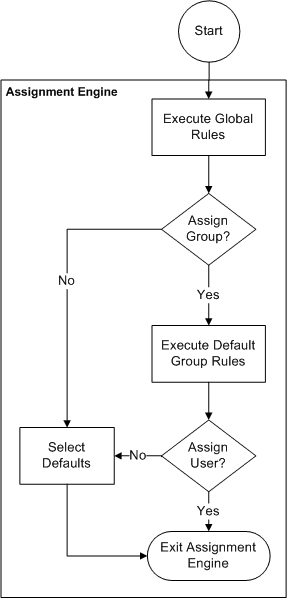 Start
Assignment Engine
Execute Global
Rules
Assign
Group?
No
Yes
Execute Default
Group Rules
Select
Defaults
No
Assign
User?
Yes
Exit Assignment
Engine